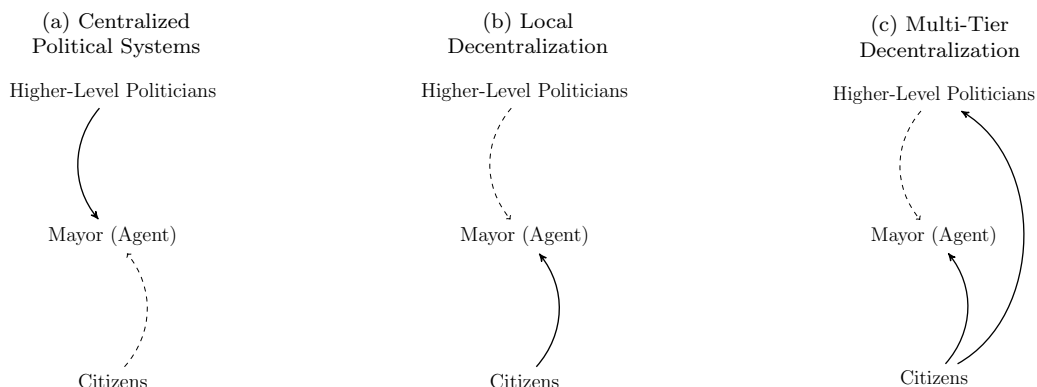 (a) Centralized
Political Systems
Higher-Level Politicians
Mayor (Agent)
Citizens
(b) Local
Decentralization
Higher-Level Politicians
Mayor (Agent)
Citizens
(c) Multi-Tier
Decentralization
Higher-Level Politicians
Mayor (Agent)
Citizens